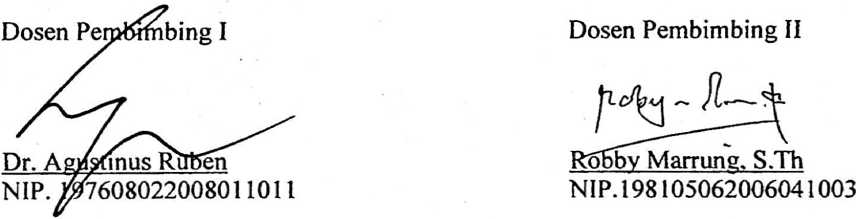 Dosen Pembimbing I
Dr. Agustinus Ruben
NIP. 197608022008011011
Dosen Pembimbing II
Robby Marrung, S.Th
NIP.198105062006041003